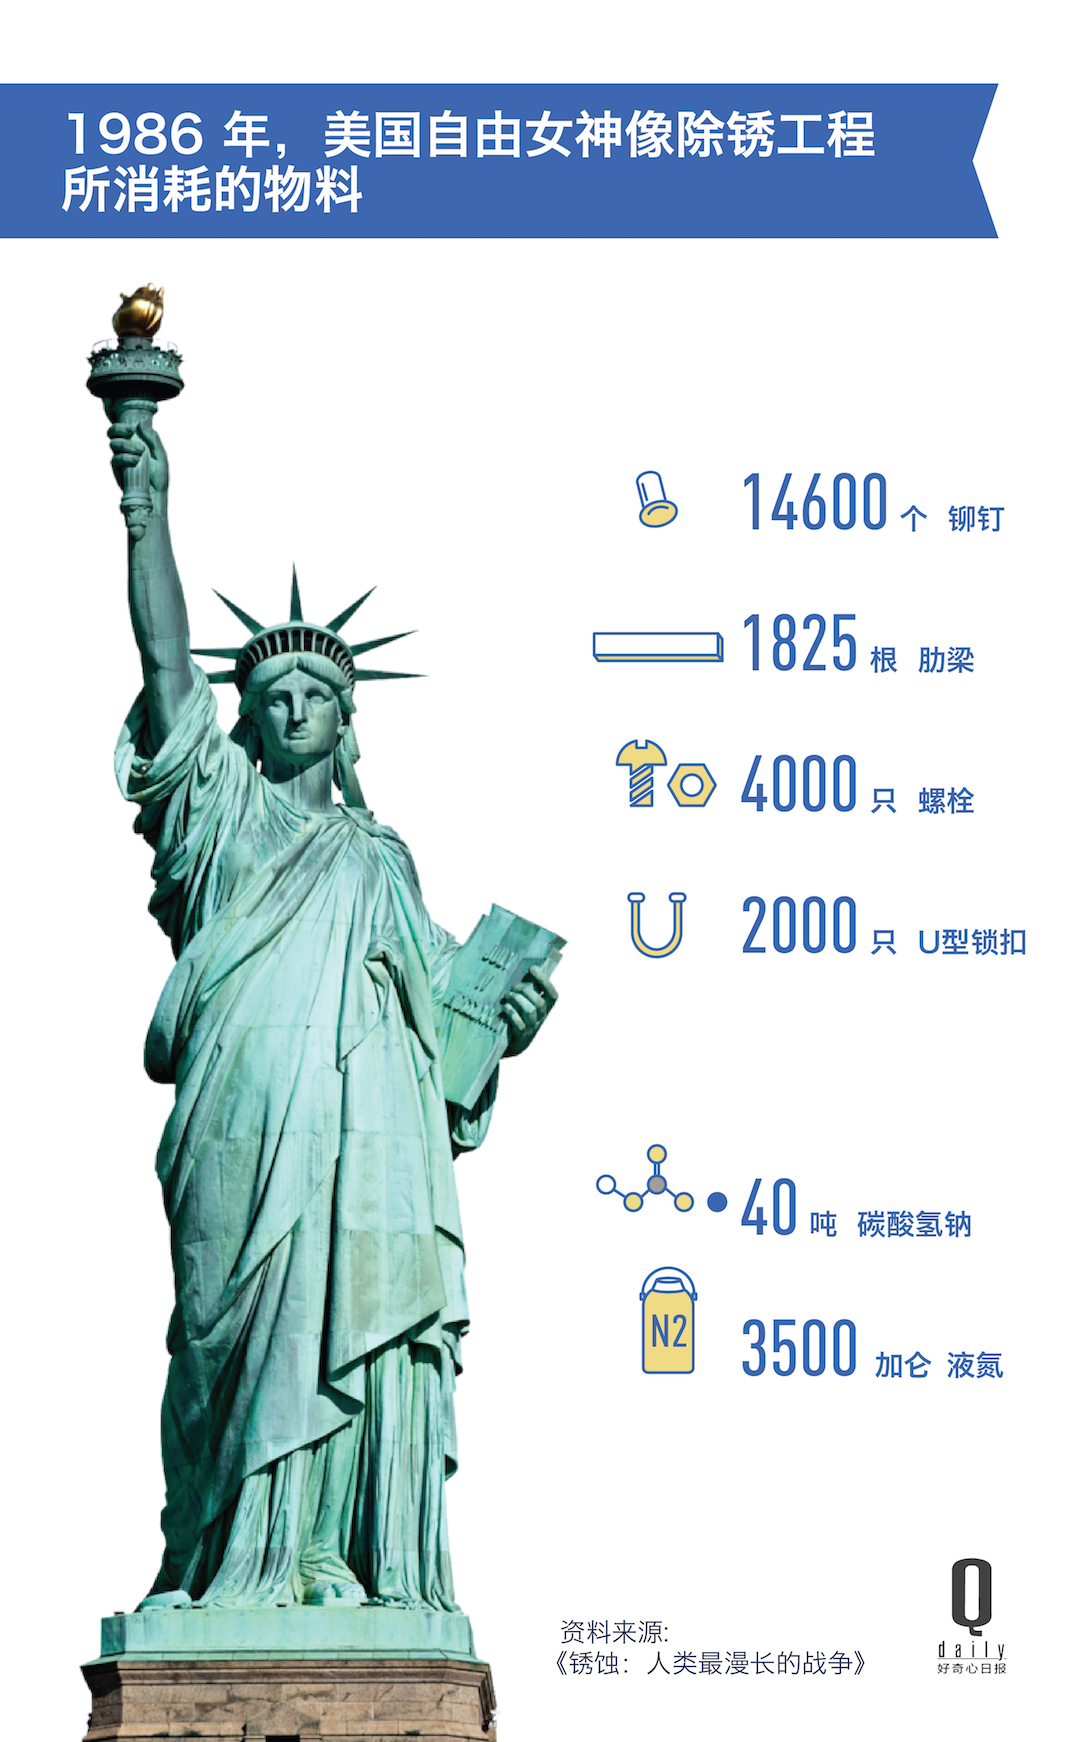 1986 年，美国自由女神像除锈工程
所消耗的物料
14600 个 铆钉
1825 根 肋梁
4000 只 螺栓
2000 只 U型锁扣
40 吨 碳酸氢钠
N2
3500 加仑 液氮
资料来源:
《锈蚀：人类最漫长的战争》
Q
daily
好奇心日报